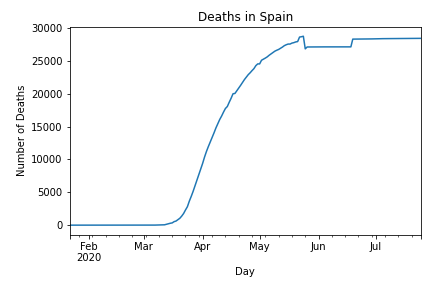 Deaths in Spain
Number of Deaths
30000
25000
20000
15000
10000
5000
0
Feb
2020
Mar
Apr
May
Jun
Jul
Day